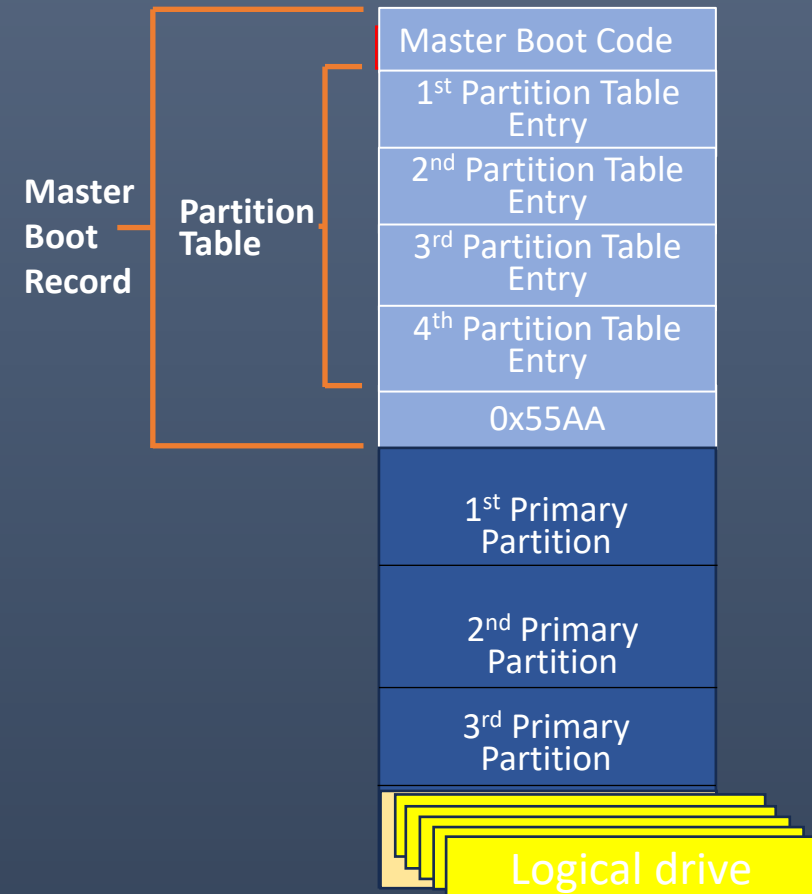 Master Boot Code
1st Partition Table
Entry
2nd Partition Table
Entry
3rd Partition Table
Entry
4th Partition Table
Entry
0x55AA
Master
Boot
Record
Partition
Table
1st Primary
Partition
2nd Primary
Partition
3rd Primary
Partition
Logical drive